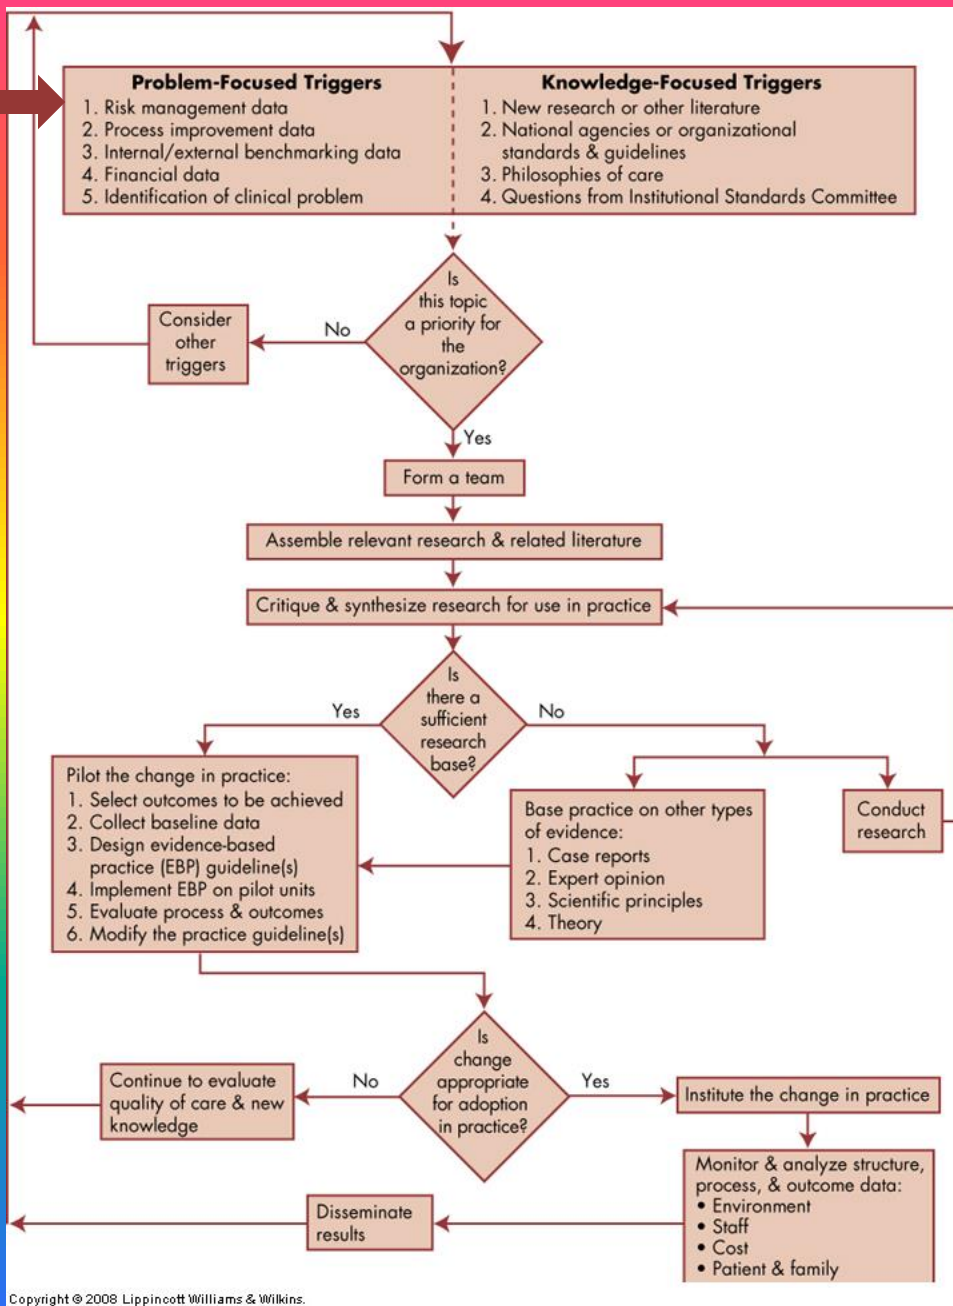 Problem-Focused Triggers
1. Risk management data
2. Process improvement data
3. Internal/external benchmarking data
4. Financial data
5. Identification of clinical problem
Knowledge-Focused Triggers
1. New research or other literature
2. National agencies or organizational
standards & guidelines
3. Philosophies of care
4. Questions from Institutional Standards Committee
Is
this topic
a priority for
the
organization?
No
Consider
other
triggers
Yes
Form a team
Assemble relevant research & related literature
Critique & synthesize research for use in practice
Is
there a
sufficient
research
base?
Yes
No
Pilot the change in practice:
1. Select outcomes to be achieved
2. Collect baseline data
3. Design evidence-based
practice (EBP) guideline(s)
4. Implement EBP on pilot units
5. Evaluate process & outcomes
6. Modify the practice guideline(s)
Base practice on other types
of evidence:
1. Case reports
2. Expert opinion
3. Scientific principles
4. Theory
Conduct
research
Is
change
appropriate
for adoption
in practice?
No
Yes
Continue to evaluate
quality of care & new
knowledge
Institute the change in practice
Monitor & analyze structure,
process, & outcome data:
• Environment
• Staff
• Cost
• Patient & family
Disseminate
results
Copyright © 2008 Lippincott Williams & Wilkins.